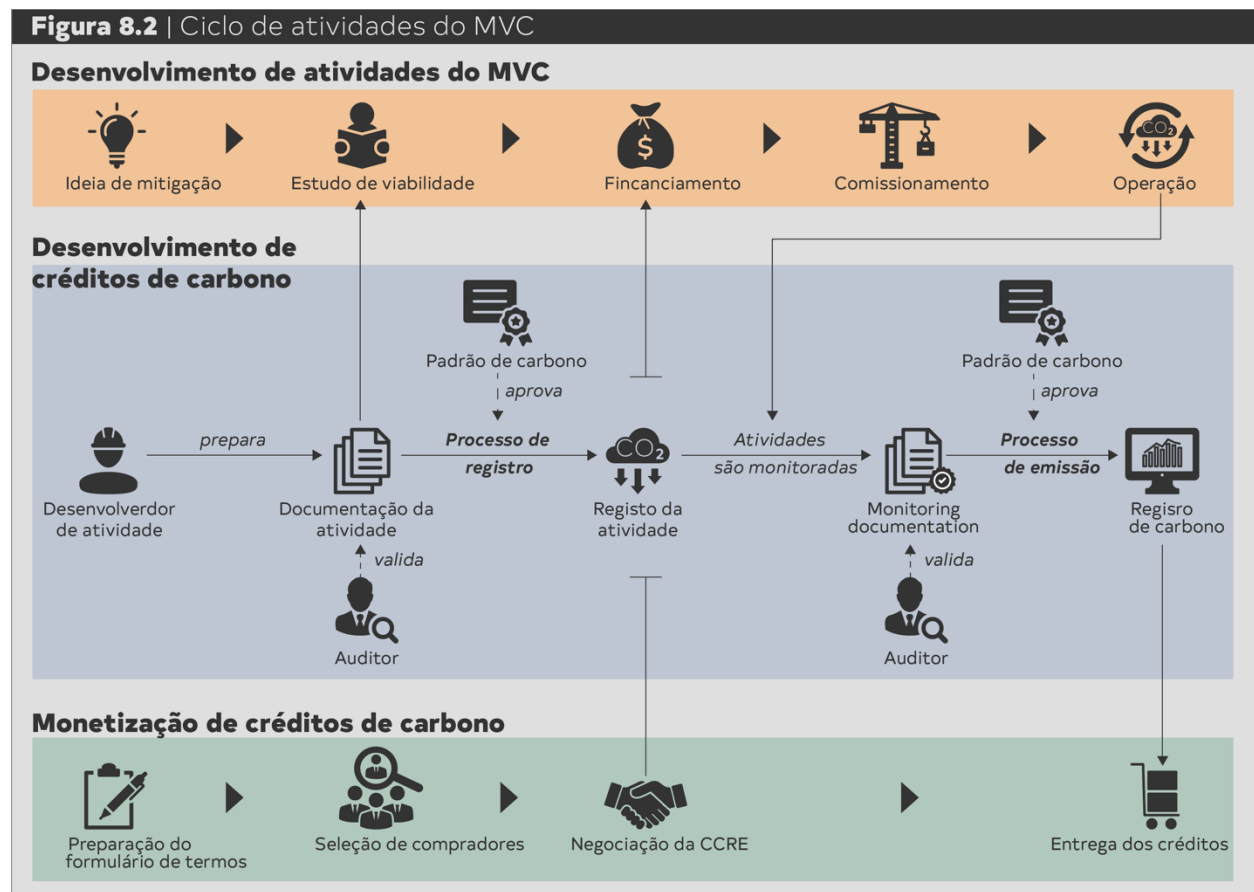 Figura 8.2 | Ciclo de atividades do MVC
Desenvolvimento de atividades do MVC
Ideia de mitigação
Estudo de viabilidade
$
Fincanciamento
Comissionamento
CO₂
Operação
Desenvolvimento de
créditos de carbono
Padrão de carbono
aprova
Padrão de carbono
aprova
Desenvolverdor
de atividade
prepara
Documentação da
atividade
Processo de
registro
CO₂
Registo da
atividade
Atividades
são monitoradas
Monitoring
documentation
Processo
de emissão
Regisro
de carbono
valida
Auditor
valida
Auditor
Monetização de créditos de carbono
Preparação do
formulário de termos
Seleção de compradores
Negociação da CCRE
Entrega dos créditos